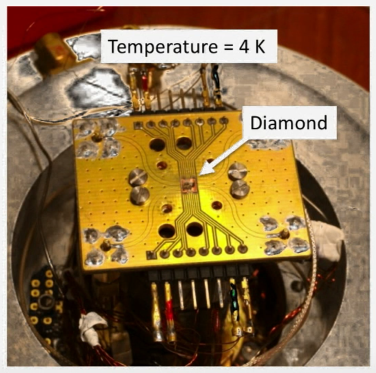 Temperature = 4 K
Diamond